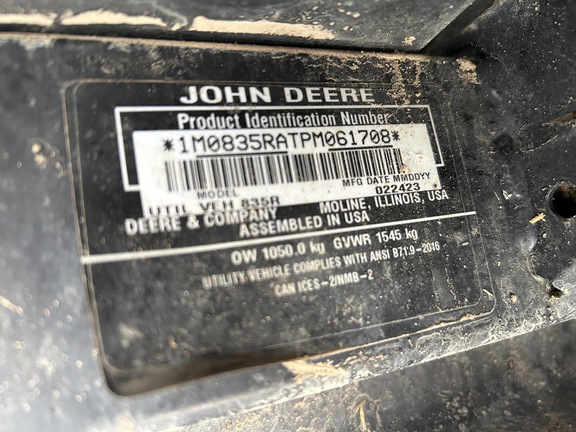 JOHN DEERE
Product Identification Number
*1M0835RATPM061708*
MFG DATE MMDDYY
MODEL
022423
UTIL VEH 835R
DEERE & COMPANY MOLINE, ILLINOIS, USA
ASSEMBLED IN USA
OW 1050.0 kg GVWR 1545 kg
UTILITY VEHICLE COMPLIES WITH ANSI B71.9-2016
CAN ICES-2/NMB-2